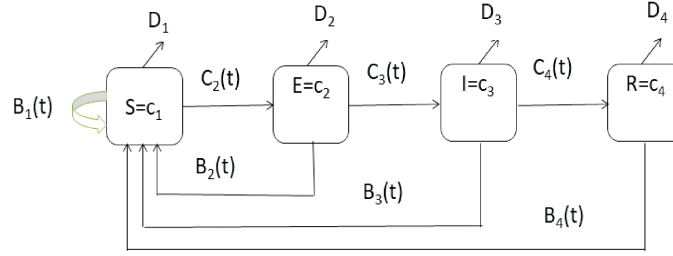 D₁ D₂ D₃ D₄
C₂(t) C₃(t) C₄(t)
B₁(t) S=c₁ E=c₂ I=c₃ R=c₄
B₂(t)
B₃(t)
B₄(t)